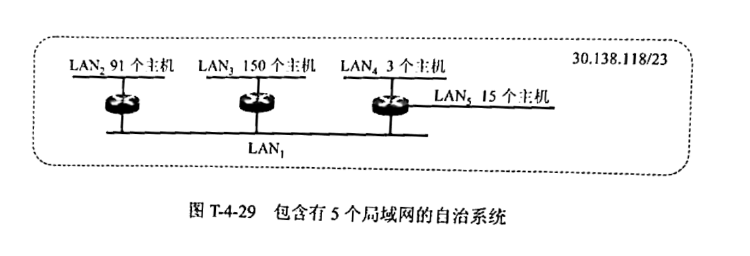 30.138.118/23
LAN₂ 91 个主机
LAN₃ 150 个主机
LAN₄ 3 个主机
LAN₅ 15 个主机
LAN₁
图 T-4-29 包含有 5 个局域网的自治系统